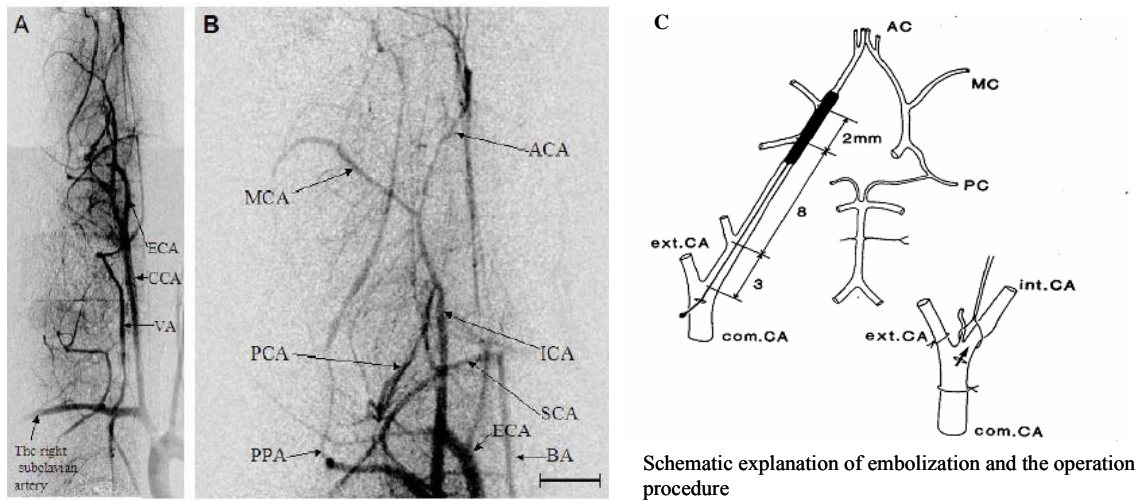 A
ECA
CCA
VA
The right
subclavian
artery
B
ACA
MCA
PCA
ICA
SCA
ECA
PPA
BA
C
AC
MC
2mm
PC
8
ext.CA
3
com.CA
int.CA
ext.CA
com.CA
Schematic explanation of embolization and the operation
procedure